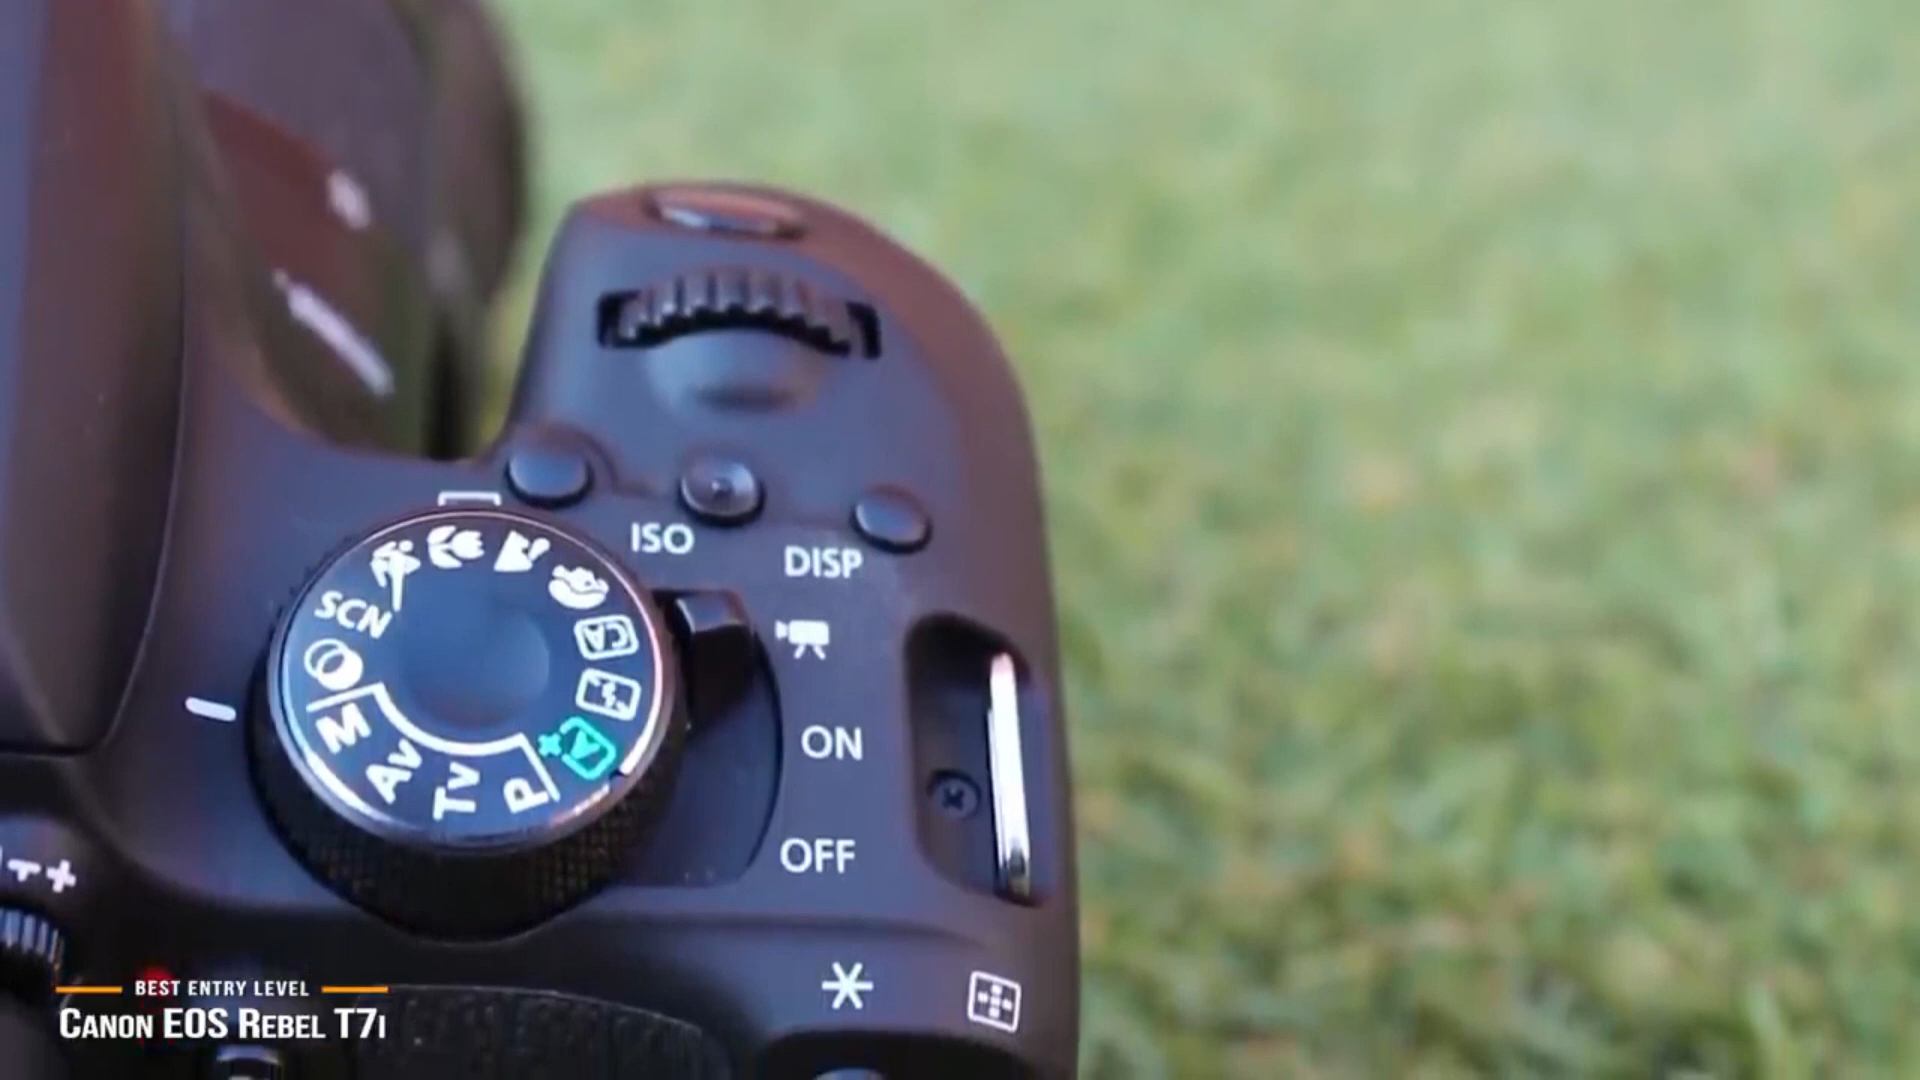 ISO
DISP
SCN
CA
M
Av
Tv
P
A+
ON
OFF
BEST ENTRY LEVEL
CANON EOS REBEL T7I